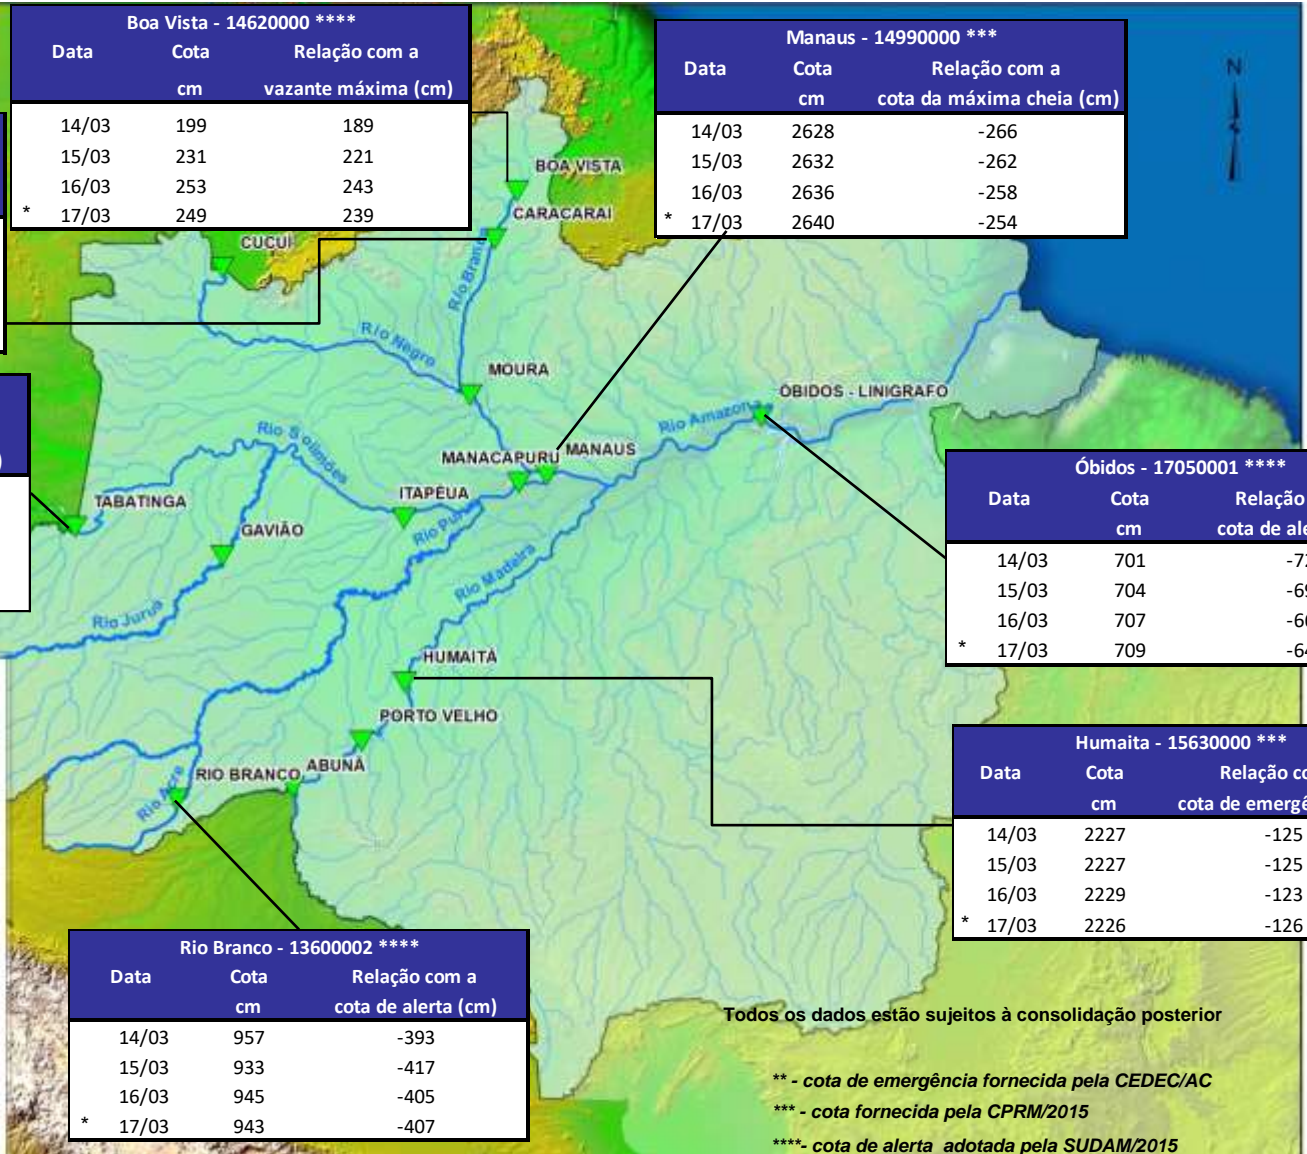 Boa Vista - 14620000 ****
Data Cota Relação com a
cm vazante máxima (cm)
14/03 199 189
15/03 231 221
16/03 253 243
* 17/03 249 239
Manaus - 14990000 ***
Data Cota Relação com a
cm cota da máxima cheia (cm)
14/03 2628 -266
15/03 2632 -262
16/03 2636 -258
* 17/03 2640 -254
N
BOA VISTA
CARACARAI
CUCUI
Rio Branco
Rio Negro
MOURA
ÓBIDOS - LINIGRAFO
Rio Amazonas
Rio Solimões
MANACAPURU
MANAUS
TABATINGA
ITAPÉUA
GAVIÃO
Rio Purus
Rio Madeira
Rio Juruá
HUMAITÁ
PORTO VELHO
ABUNÃ
RIO BRANCO
Rio Acre
Óbidos - 17050001 ****
Data Cota Relação
cm cota de
14/03 701
15/03 704
16/03 707
* 17/03 709
Humaita - 15630000 ***
Data Cota Relação
cm cota de
14/03 2227 -125
15/03 2227 -125
16/03 2229 -123
* 17/03 2226 -126
Rio Branco - 13600002 ****
Data Cota Relação com a
cm cota de alerta (cm)
14/03 957 -393
15/03 933 -417
16/03 945 -405
* 17/03 943 -407
Todos os dados estão sujeitos à consolidação posterior
** - cota de emergência fornecida pela CEDEC/AC
*** - cota fornecida pela CPRM/2015
****- cota de alerta adotada pela SUDAM/2015